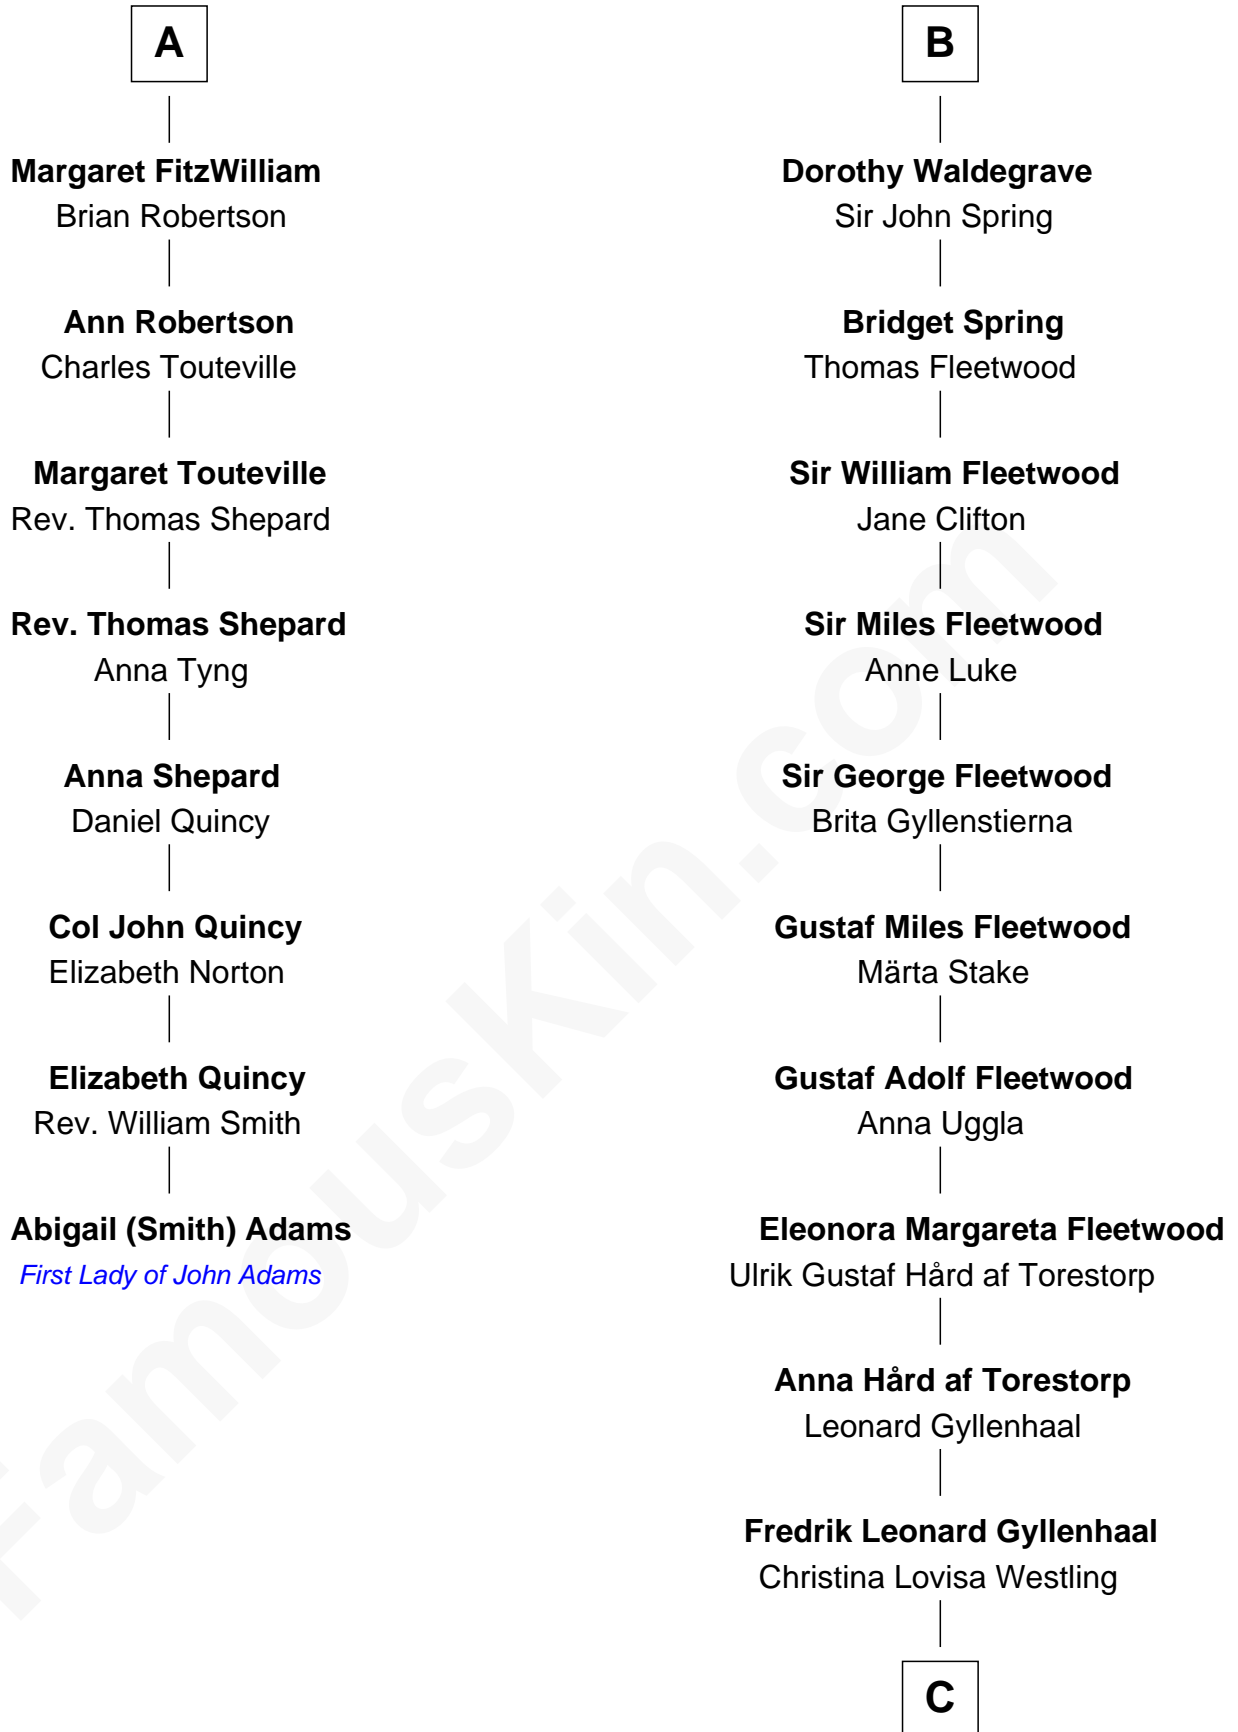 A
Margaret FitzWilliam
Brian Robertson
Ann Robertson
Charles Touteville
Margaret Touteville
Rev. Thomas Shepard
Rev. Thomas Shepard
Anna Tyng
Anna Shepard
Daniel Quincy
Col John Quincy
Elizabeth Norton
Elizabeth Quincy
Rev. William Smith
Abigail (Smith) Adams
First Lady of John Adams
B
Dorothy Waldegrave
Sir John Spring
Bridget Spring
Thomas Fleetwood
Sir William Fleetwood
Jane Clifton
Sir Miles Fleetwood
Anne Luke
Sir George Fleetwood
Brita Gyllenstierna
Gustaf Miles Fleetwood
Märta Stake
Gustaf Adolf Fleetwood
Anna Uggla
Eleonora Margareta Fleetwood
Ulrik Gustaf Hård af Torestorp
Anna Hård af Torestorp
Leonard Gyllenhaal
Fredrik Leonard Gyllenhaal
Christina Lovisa Westling
C
FamousKin.com